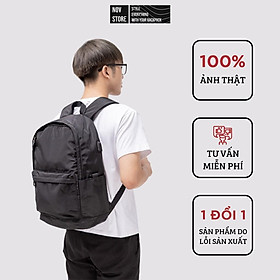 NOV
STORE
STYLE
EVERYTHING
WITH YOUR BACKPACK
100%
ẢNH THẬT
TƯ VẤN
MIỄN PHÍ
1 ĐỔI 1
SẢN PHẨM DO
LỖI SẢN XUẤT